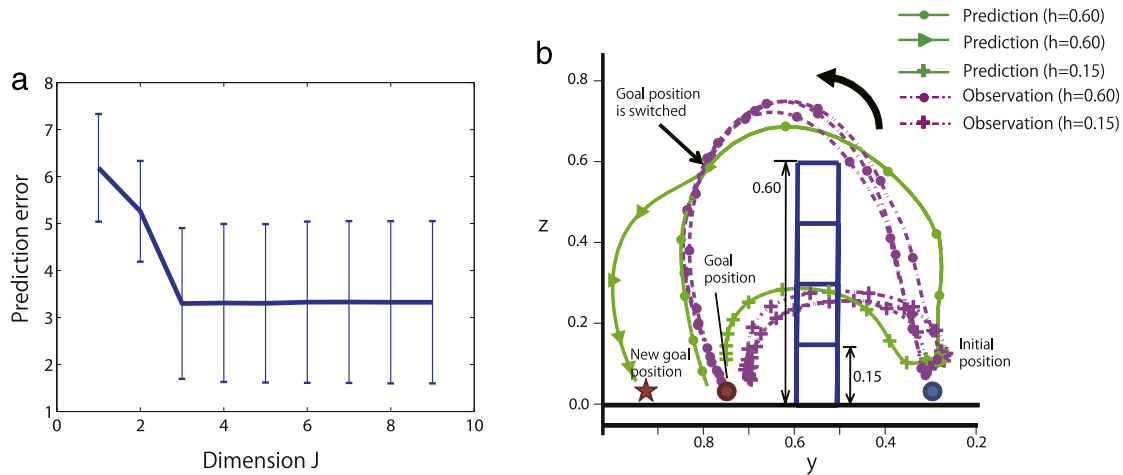 a
8
7
6
5
4
3
2
1
0
2
4
6
8
10
Prediction error
Dimension J
b
Prediction (h=0.60)
Prediction (h=0.60)
Prediction (h=0.15)
Observation (h=0.60)
Observation (h=0.15)
0.8
0.6
0.4
0.2
0.0
z
Goal position
is switched
0.60
Goal
position
New goal
position
0.15
Initial
position
0.8
0.6
0.4
0.2
y